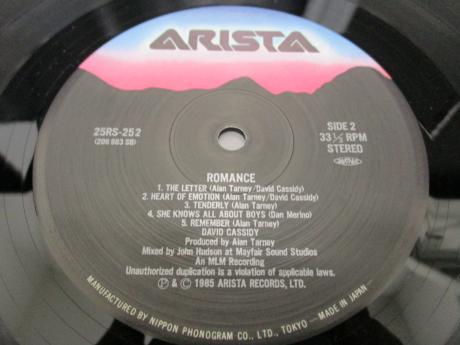 ARISTA
25RS-252
(206 983 SB)
SIDE 2
33 1/3 RPM
STEREO
ROMANCE
1. THE LETTER (Alan Tarney/David Cassidy)
2. HEART OF EMOTION (Alan Tarney/David Cassidy)
3. TENDERLY (Alan Tarney)
4. SHE KNOWS ALL ABOUT BOYS (Dan Merino)
5. REMEMBER (Alan Tarney)
DAVID CASSIDY
Produced by Alan Tarney
Mixed by John Hudson at Mayfair Sound Studios
An MLM Recording
Unauthorized duplication is a violation of applicable laws.
Ⓟ & © 1985 ARISTA RECORDS, LTD.
MANUFACTURED BY NIPPON PHONOGRAM CO., LTD., TOKYO—MADE IN JAPAN